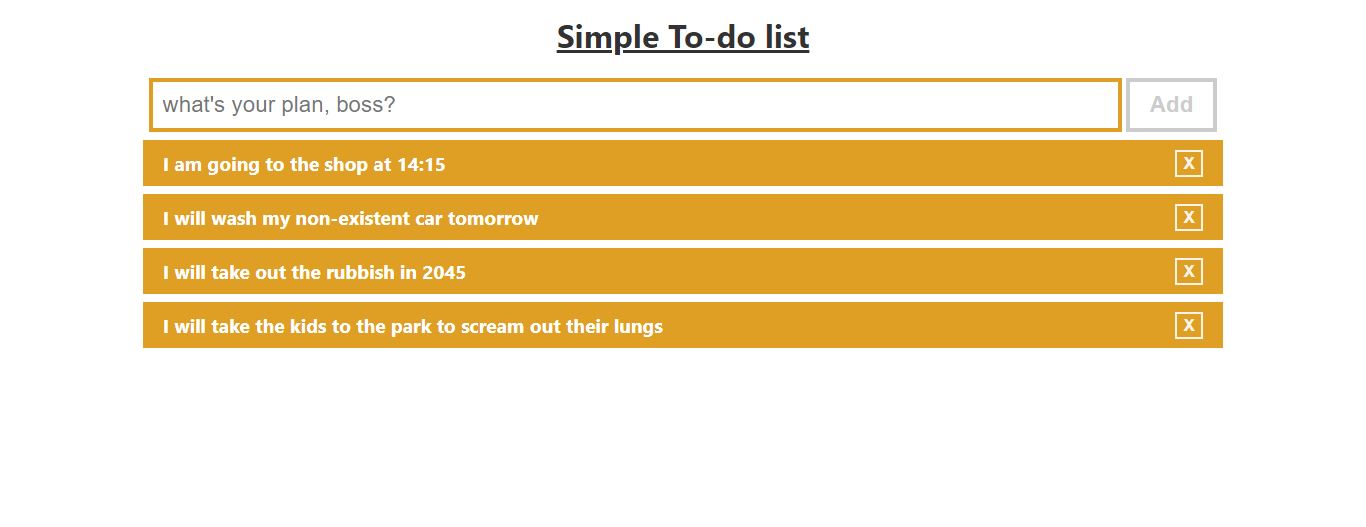 Simple To-do list
what's your plan, boss?
Add
I am going to the shop at 14:15
X
I will wash my non-existent car tomorrow
X
I will take out the rubbish in 2045
X
I will take the kids to the park to scream out their lungs
X